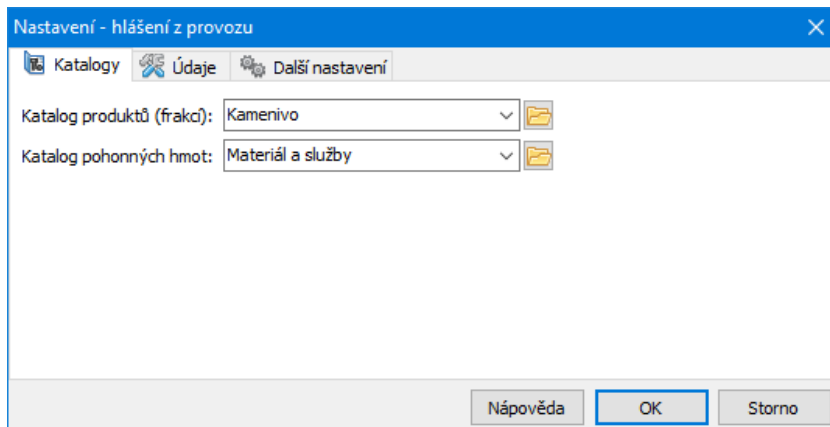 Nastavení - hlášení z provozu
Katalogy Údaje Další nastavení
Katalog produktů (frakcí): Kamenivo
Katalog pohonných hmot: Materiál a služby
Nápověda OK Storno